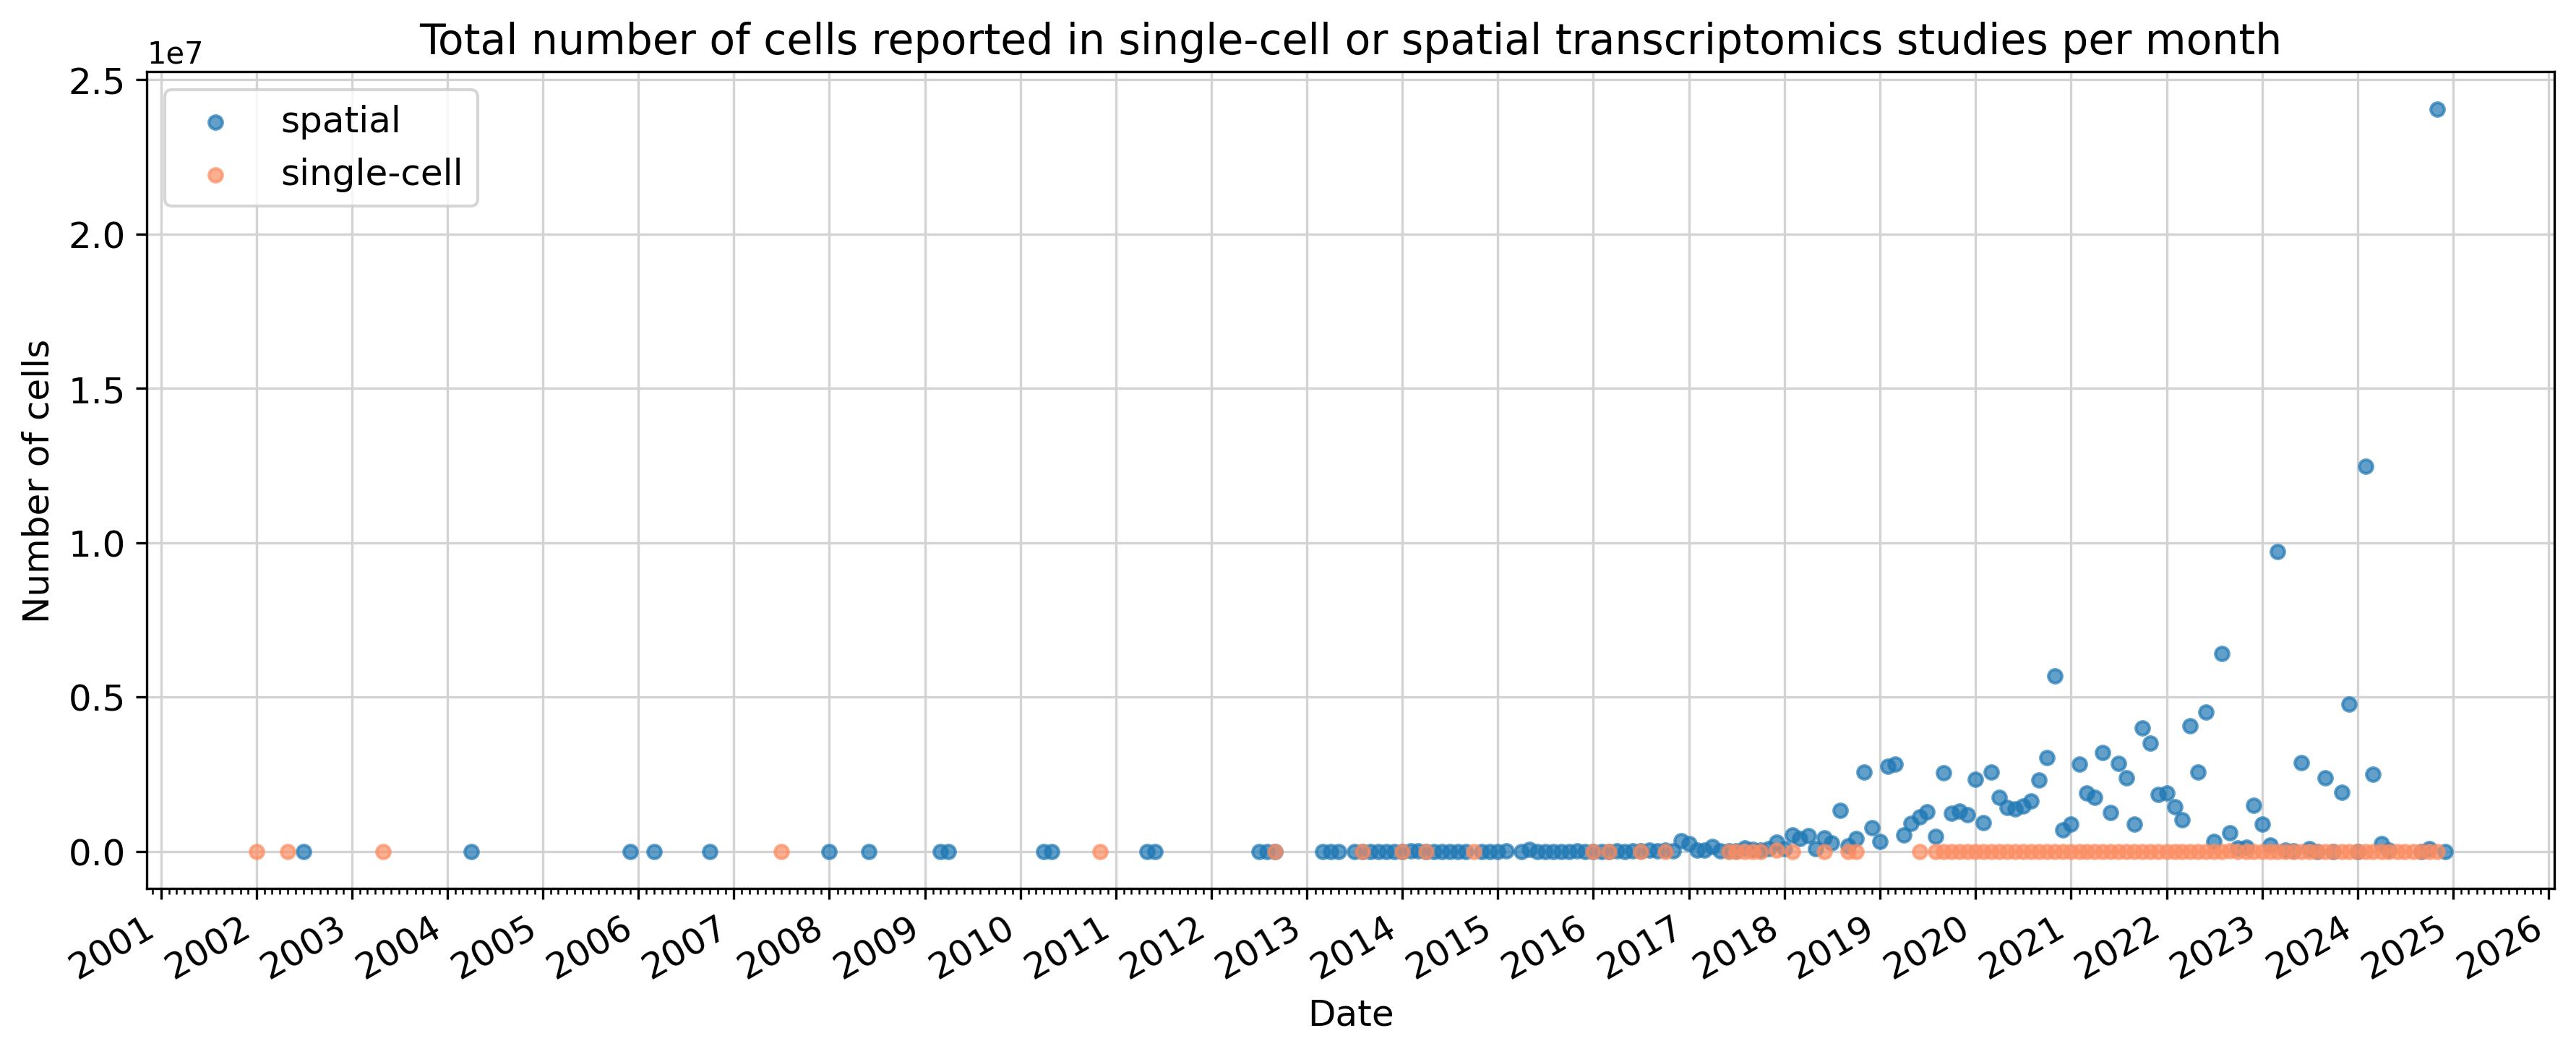 Total number of cells reported in single-cell or spatial transcriptomics studies per month
1e7
2.5
2.0
1.5
1.0
0.5
0.0
Number of cells
spatial
single-cell
2001 2002 2003 2004 2005 2006 2007 2008 2009 2010 2011 2012 2013 2014 2015 2016 2017 2018 2019 2020 2021 2022 2023 2024 2025 2026
Date